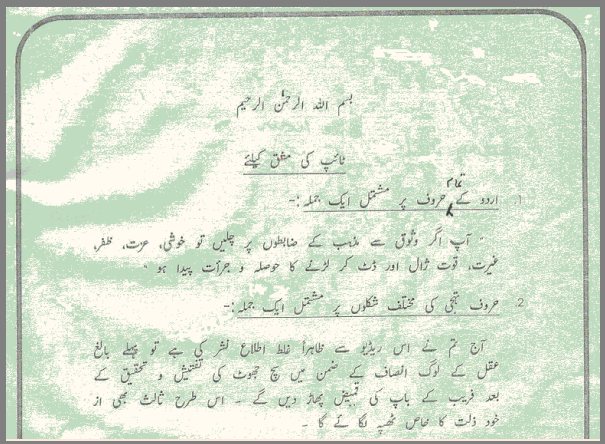 بسم اللہ الرحمٰن الرحیم
ٹائپ کی مشق کیلئے
1. اردو کے تمام حروف پر مشتمل ایک جملہ :-
" آپ اگر وثوق سے مذہب کے ضابطوں پر چلیں تو خوشی، عزت، ظفر،
غیرت، قوت ژال اور ڈٹ کر لڑنے کا حوصلہ و جرأت پیدا ہو "
2. حروف تہجی کی مختلف شکلوں پر مشتمل ایک جملہ :-
آج تم نے اس ریڈیو سے ظاہراً غلط اطلاع نشر کی ہے تو پہلے بالغ
عقل کے لوگ انصاف کے ضمن میں سچ جھوٹ کی تفتیش و تحقیق کے
بعد فریب کے باپ کی قمیض پھاڑ دیں گے - اس طرح ثالث بھی از
خود ذلت کا خاص ٹھپہ لگا ئے گا -